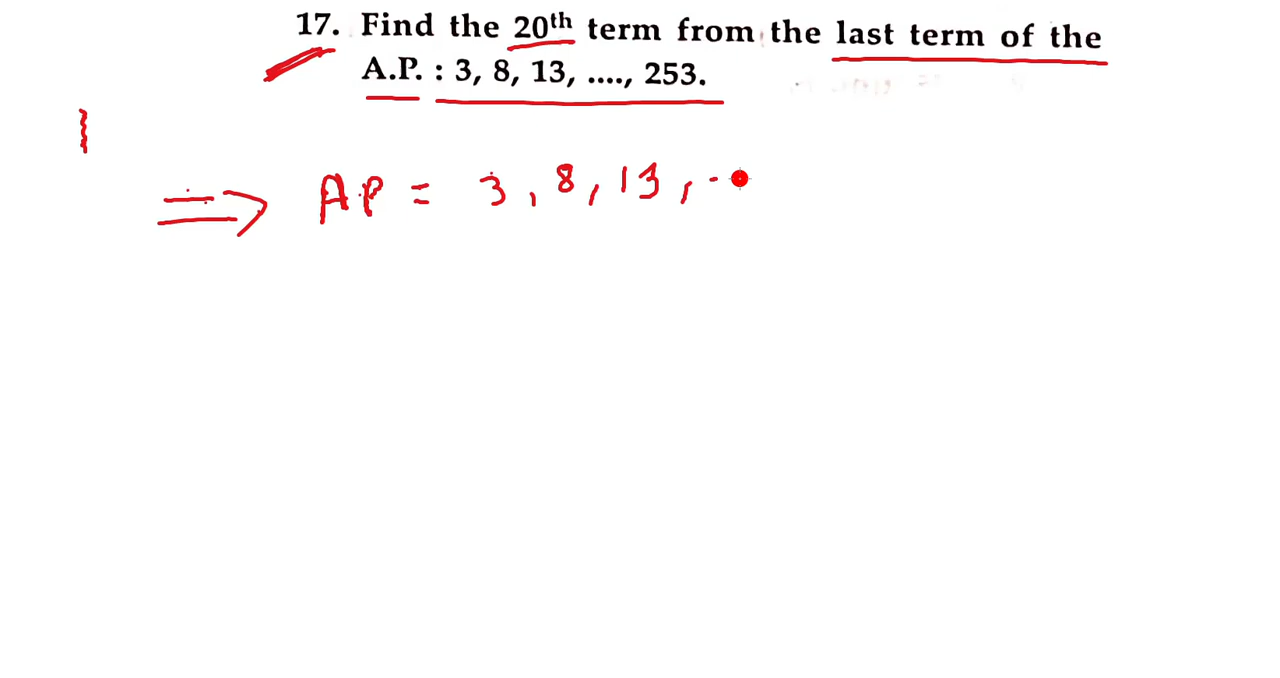 17. Find the 20th term from the last term of the
A.P. : 3, 8, 13, ...., 253.
⇒ AP = 3, 8, 13, -